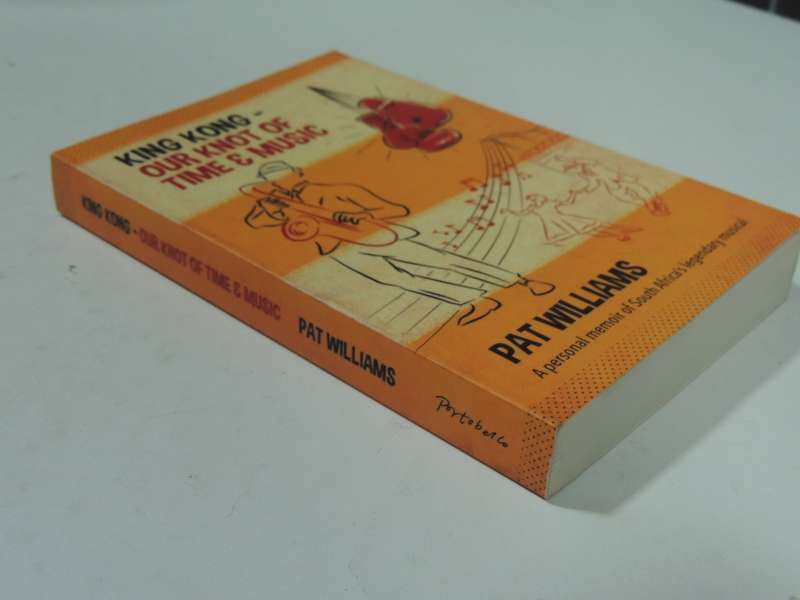 KING KONG -
OUR KNOT OF
TIME & MUSIC
PAT WILLIAMS
A personal memoir of South Africa's legendary musical
KING KONG - OUR KNOT OF TIME & MUSIC PAT WILLIAMS Portobello